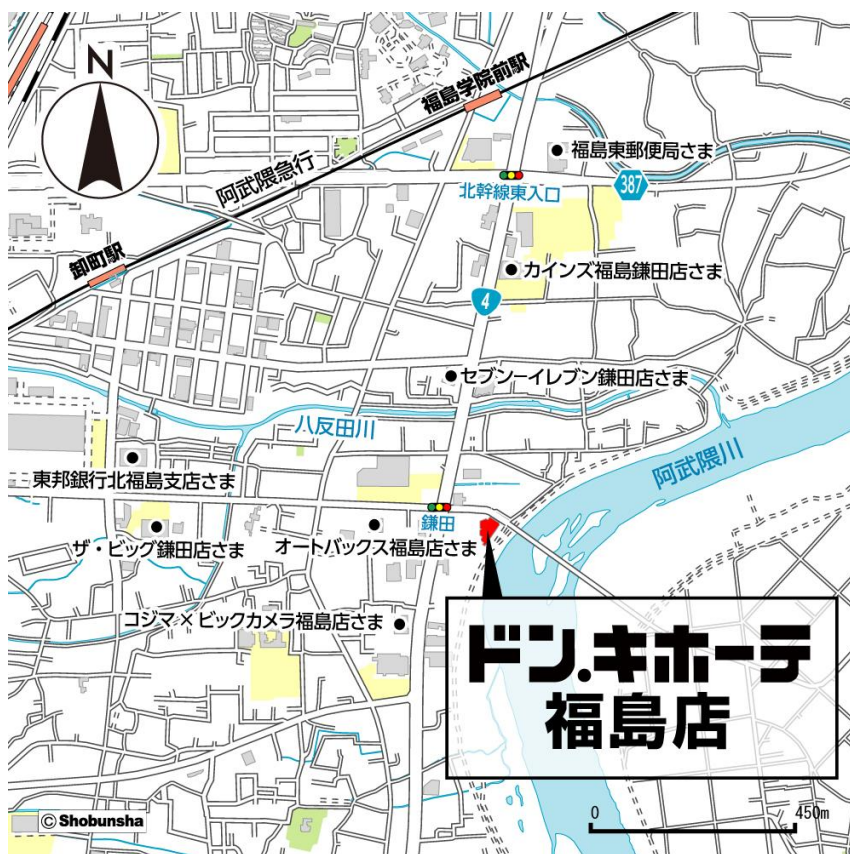 N
福島学院前駅
福島東郵便局さま
阿武隈急行
北幹線東入口
387
卸町駅
カインズ福島鎌田店さま
4
セブンーイレブン鎌田店さま
八反田川
阿武隈川
東邦銀行北福島支店さま
鎌田
ザ・ビッグ鎌田店さま
オートバックス福島店さま
コジマ×ビックカメラ福島店さま
ドン.キホーテ
福島店
0 450m
© Shobunsha